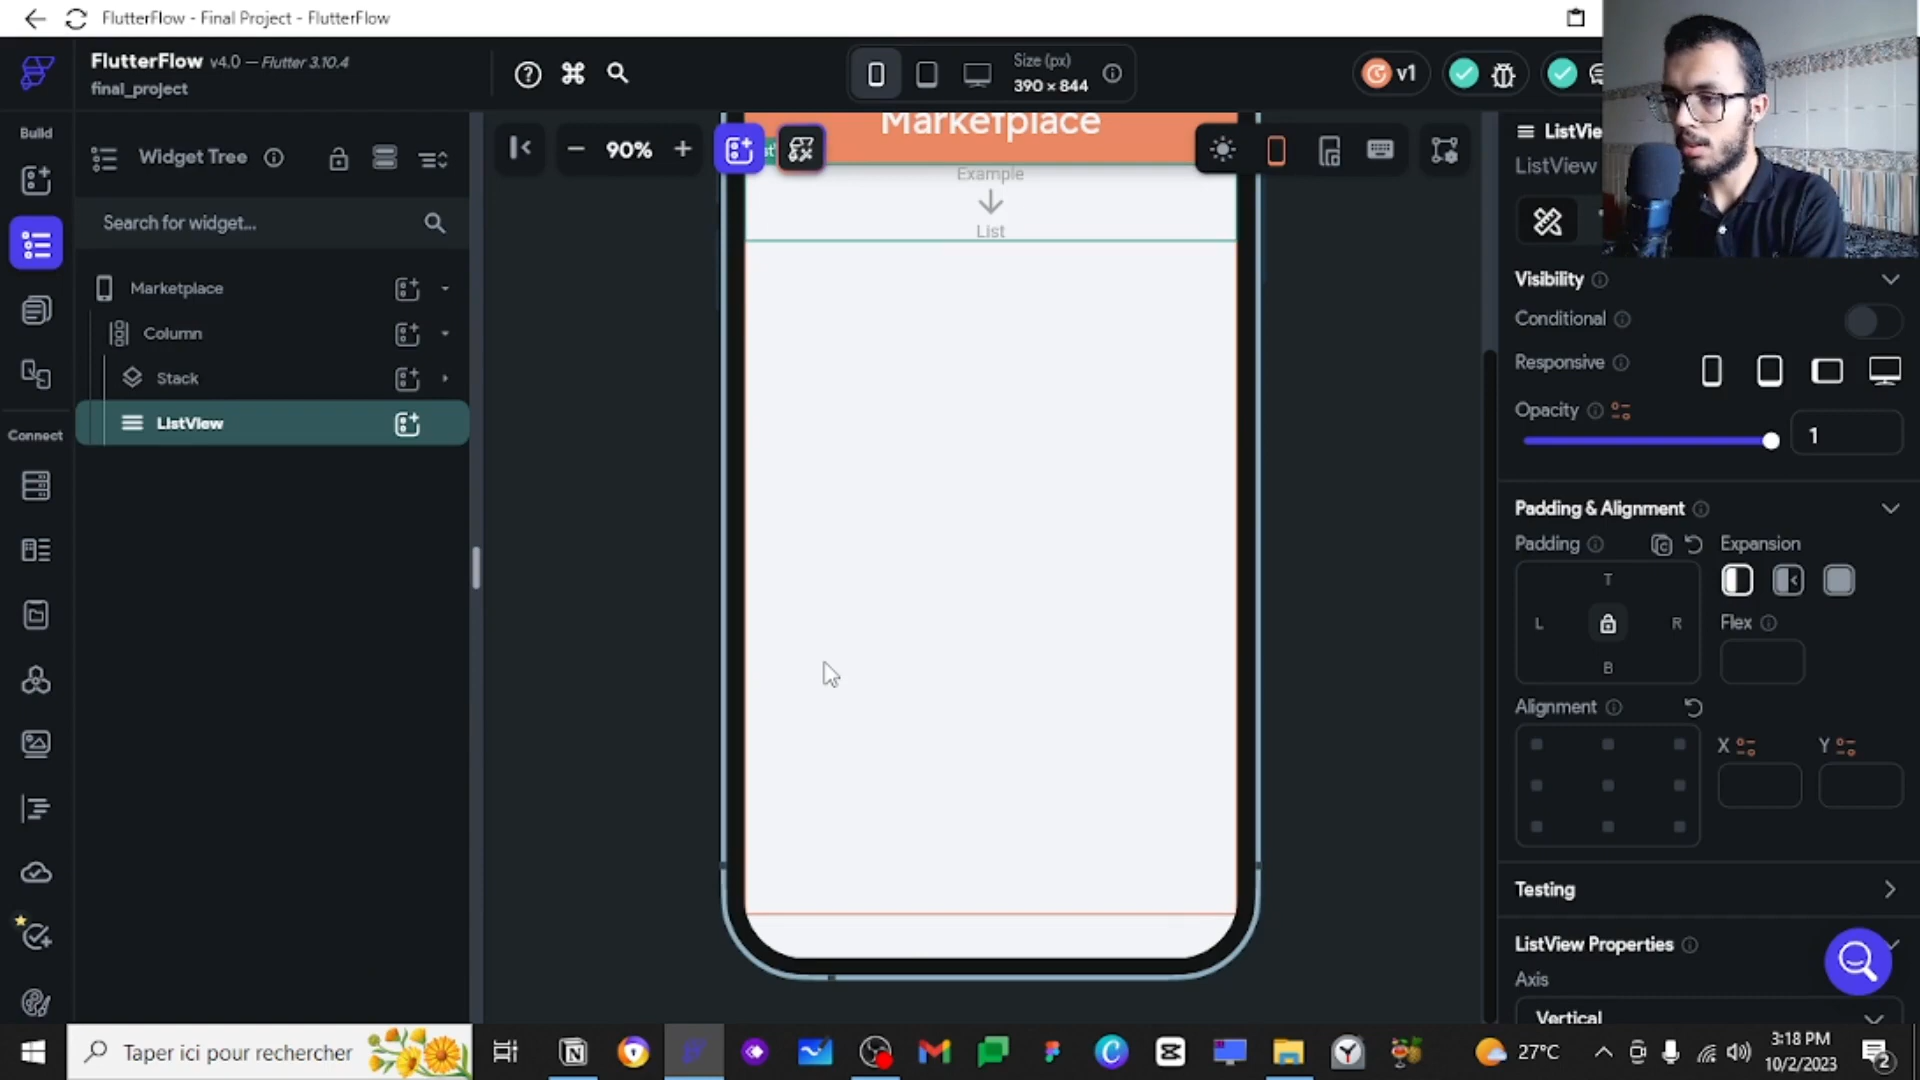 FlutterFlow - Final Project - FlutterFlow
FlutterFlow v4.0 — Flutter 3.10.4
final_project
Size (px)
390 × 844
v1
Build
Widget Tree
Search for widget...
Marketplace
Column
Stack
ListView
Connect
90%
Marketplace
Example
List
ListVie
ListView
Visibility
Conditional
Responsive
Opacity
1
Padding & Alignment
Padding
Expansion
T
L
R
B
Flex
Alignment
X
Y
Testing
ListView Properties
Axis
Vertical
Taper ici pour rechercher
27°C
3:18 PM
10/2/2023
2